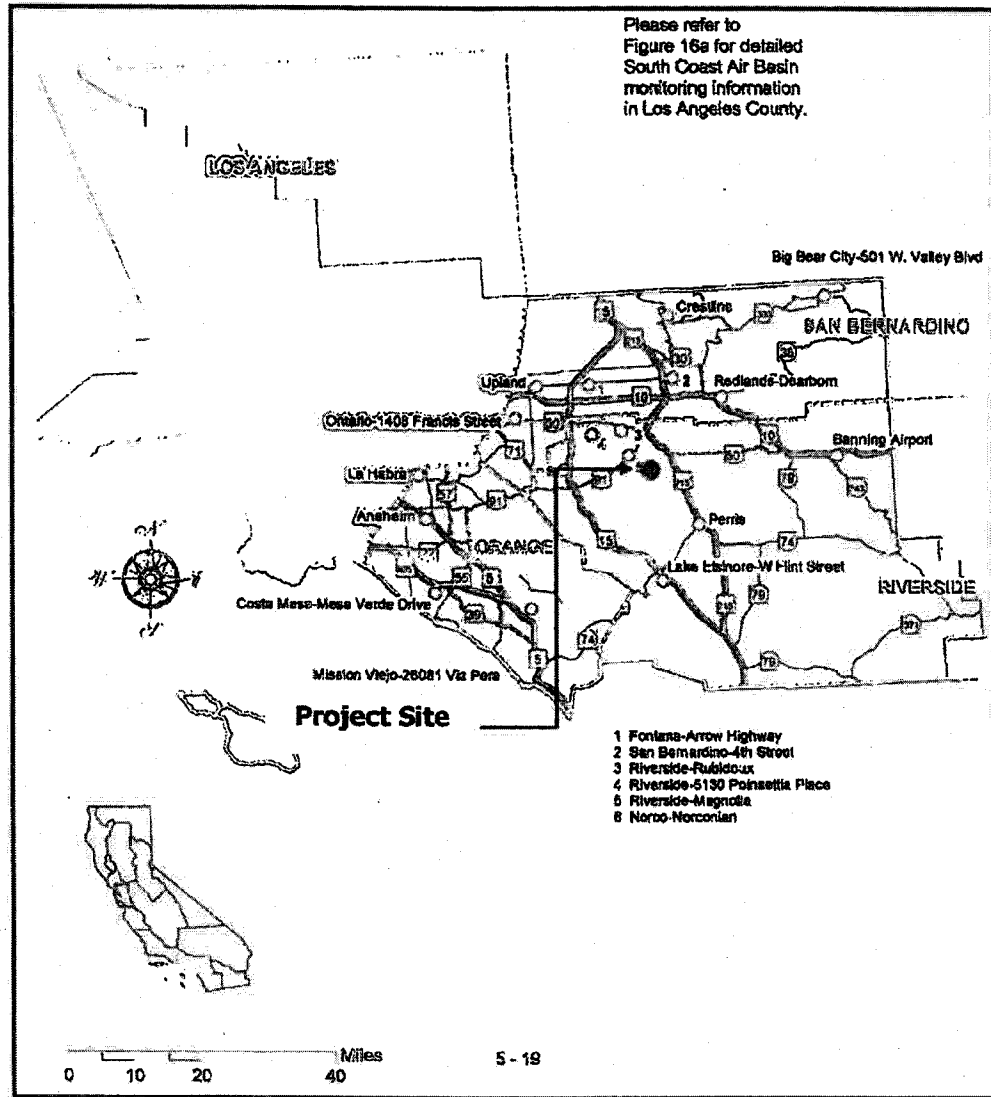 Please refer to
Figure 16a for detailed
South Coast Air Basin
monitoring information
in Los Angeles County.
LOS ANGELES
Big Bear City-501 W. Valley Blvd
Crestline
SAN BERNARDINO
Upland
Redlands-Dearborn
Ontario-1408 Francis Street
Banning Airport
La Habra
Anaheim
ORANGE
Perris
Lake Elsinore-W Flint Street
RIVERSIDE
Costa Mesa-Mesa Verde Drive
Mission Viejo-26081 Via Pera
Project Site
1 Fontana-Arrow Highway
2 San Bernardino-4th Street
3 Riverside-Rubidoux
4 Riverside-5130 Poinsettia Place
5 Riverside-Magnolia
6 Norco-Norconian
Miles
0 10 20 40
5 - 19